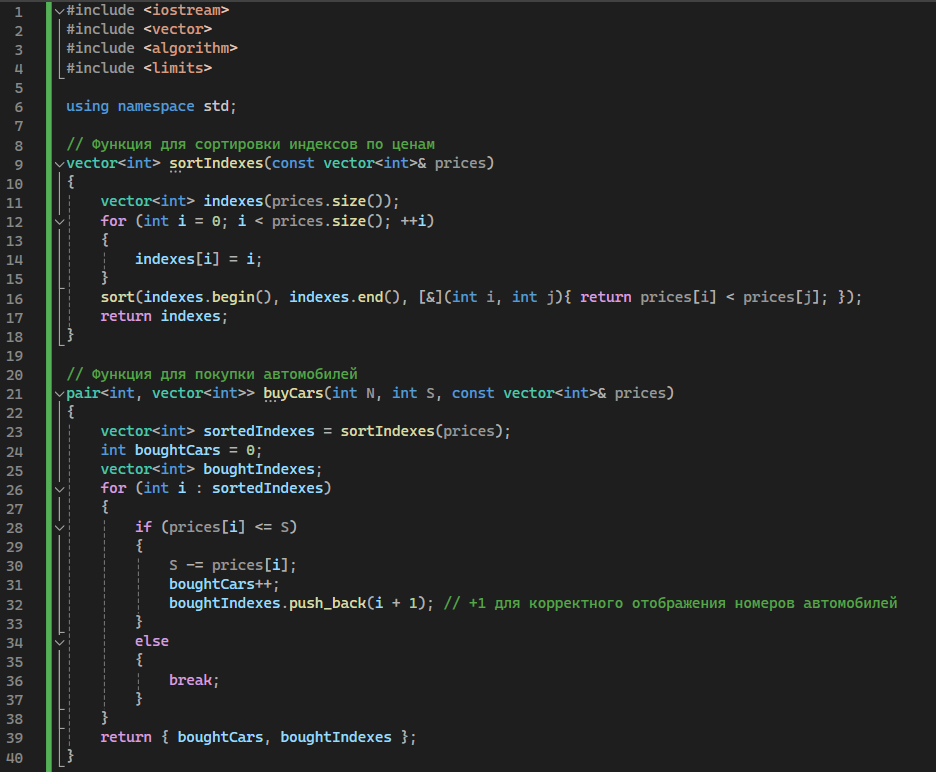 1 #include <iostream>
2 #include <vector>
3 #include <algorithm>
4 #include <limits>
5
6 using namespace std;
7
8 // Функция для сортировки индексов по ценам
9 vector<int> sortIndexes(const vector<int>& prices)
10 {
11     vector<int> indexes(prices.size());
12     for (int i = 0; i < prices.size(); ++i)
13     {
14         indexes[i] = i;
15     }
16     sort(indexes.begin(), indexes.end(), [&](int i, int j){ return prices[i] < prices[j]; });
17     return indexes;
18 }
19
20 // Функция для покупки автомобилей
21 pair<int, vector<int>> buyCars(int N, int S, const vector<int>& prices)
22 {
23     vector<int> sortedIndexes = sortIndexes(prices);
24     int boughtCars = 0;
25     vector<int> boughtIndexes;
26     for (int i : sortedIndexes)
27     {
28         if (prices[i] <= S)
29         {
30             S -= prices[i];
31             boughtCars++;
32             boughtIndexes.push_back(i + 1); // +1 для корректного отображения номеров автомобилей
33         }
34         else
35         {
36             break;
37         }
38     }
39     return { boughtCars, boughtIndexes };
40 }